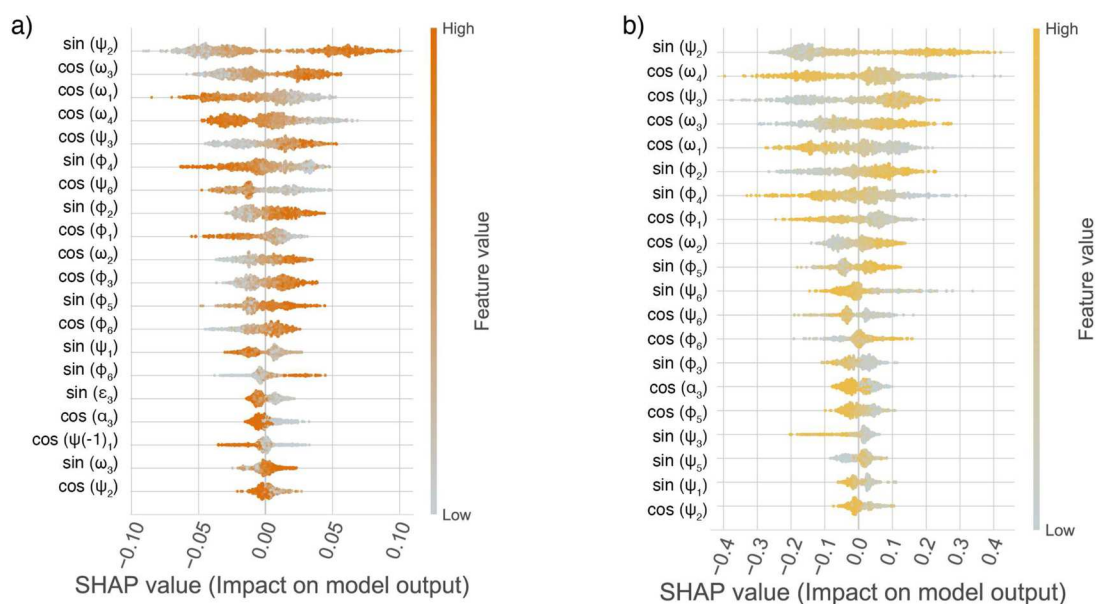 a)
High
sin (ψ₂)
cos (ω₃)
cos (ω₁)
cos (ω₄)
cos (ψ₃)
sin (ϕ₄)
cos (ψ₆)
sin (ϕ₂)
cos (ϕ₁)
cos (ω₂)
cos (ϕ₃)
sin (ϕ₅)
cos (ϕ₆)
sin (ψ₁)
sin (ϕ₆)
sin (ε₃)
cos (α₃)
cos (ψ(-1)₁)
sin (ω₃)
cos (ψ₂)
Feature value
Low
−0.10
−0.05
0.00
0.05
0.10
SHAP value (Impact on model output)
b)
High
sin (ψ₂)
cos (ω₄)
cos (ψ₃)
cos (ω₃)
cos (ω₁)
sin (ϕ₂)
sin (ϕ₄)
cos (ϕ₁)
cos (ω₂)
sin (ϕ₅)
sin (ψ₆)
cos (ψ₆)
cos (ϕ₆)
sin (ϕ₃)
cos (α₃)
cos (ϕ₅)
sin (ψ₃)
sin (ψ₅)
sin (ψ₁)
cos (ψ₂)
Feature value
Low
−0.4
−0.3
−0.2
−0.1
0.0
0.1
0.2
0.3
0.4
SHAP value (Impact on model output)